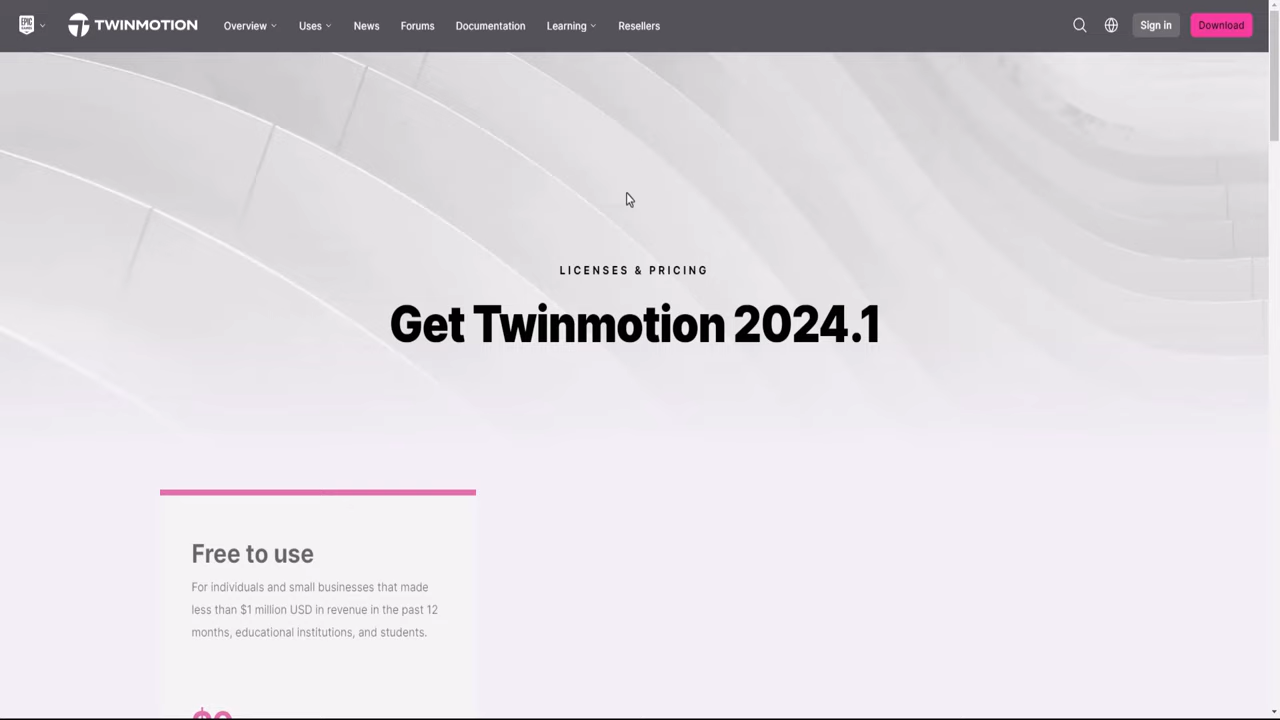 EPIC GAMES
TWINMOTION
Overview
Uses
News
Forums
Documentation
Learning
Resellers
Sign in
Download
LICENSES & PRICING
Get Twinmotion 2024.1
Free to use
For individuals and small businesses that made
less than $1 million USD in revenue in the past 12
months, educational institutions, and students.